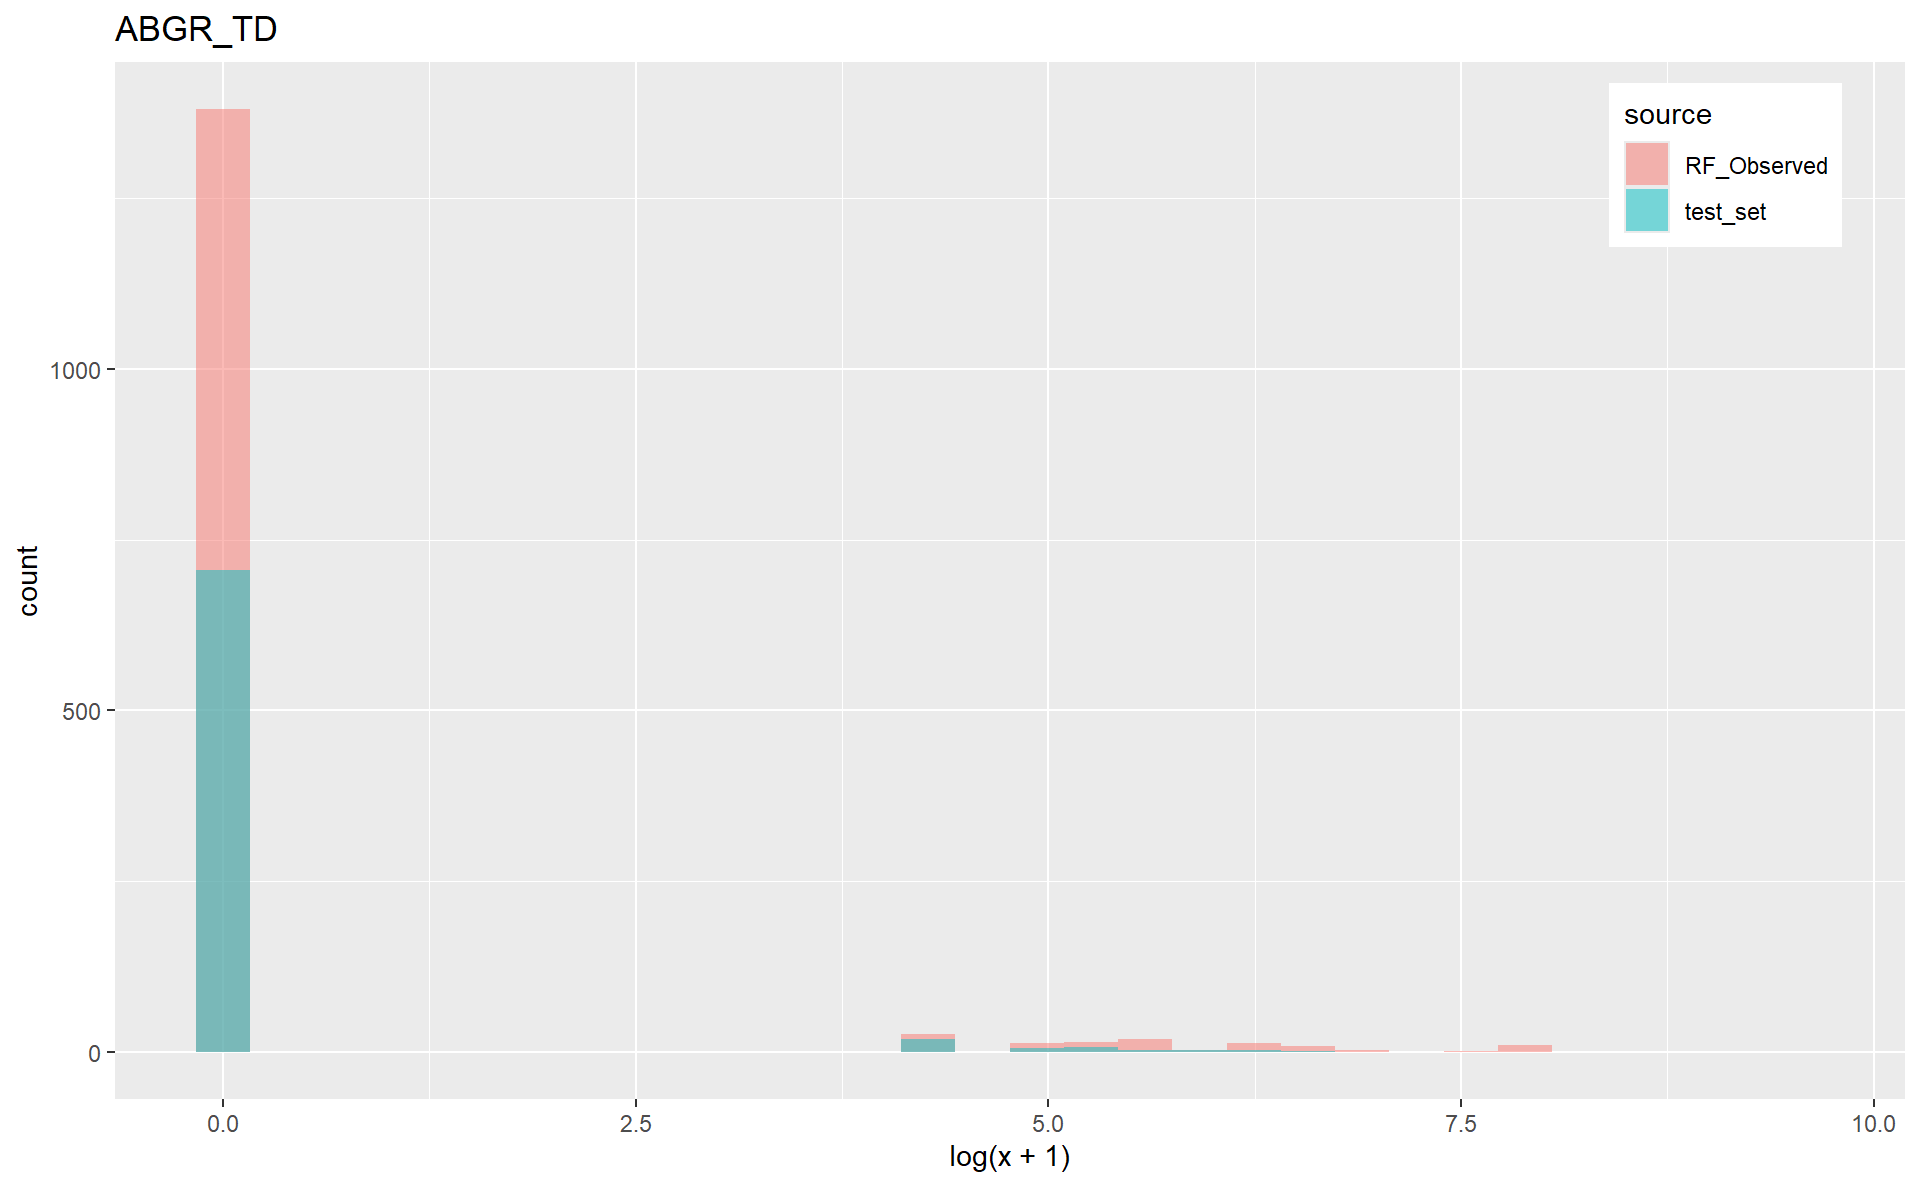 ABGR_TD
source
RF_Observed
test_set
1000
500
0
count
0.0 2.5 5.0 7.5 10.0
log(x + 1)